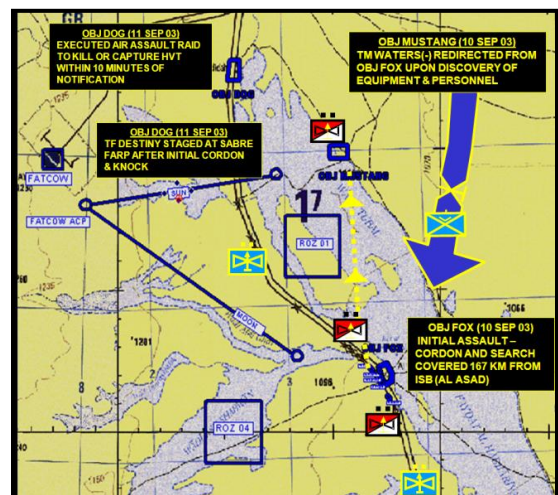 OBJ DOG (11 SEP 03)
EXECUTED AIR ASSAULT RAID
TO KILL OR CAPTURE HVT
WITHIN 10 MINUTES OF
NOTIFICATION
OBJ MUSTANG (10 SEP 03)
TM WATERS(-) REDIRECTED FROM
OBJ FOX UPON DISCOVERY OF
EQUIPMENT & PERSONNEL
OBJ DOG
OBJ DOG (11 SEP 03)
TF DESTINY STAGED AT SABRE
FARP AFTER INITIAL CORDON
& KNOCK
OBJ MUSTANG
FATCOW
SUN
17
FATCOW ACP
ROZ 01
MOON
OBJ FOX
OBJ FOX (10 SEP 03)
INITIAL ASSAULT –
CORDON AND SEARCH
COVERED 167 KM FROM
ISB (AL ASAD)
8
3
1096
ROZ 04